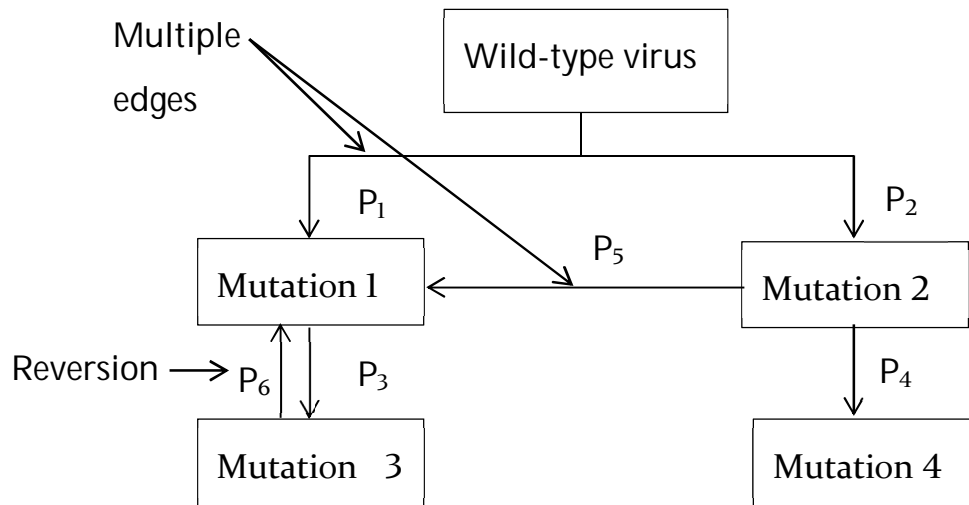 Multiple
edges
Wild-type virus
P₁
P₂
P₅
Mutation 1
Mutation 2
Reversion
P₆
P₃
P₄
Mutation 3
Mutation 4